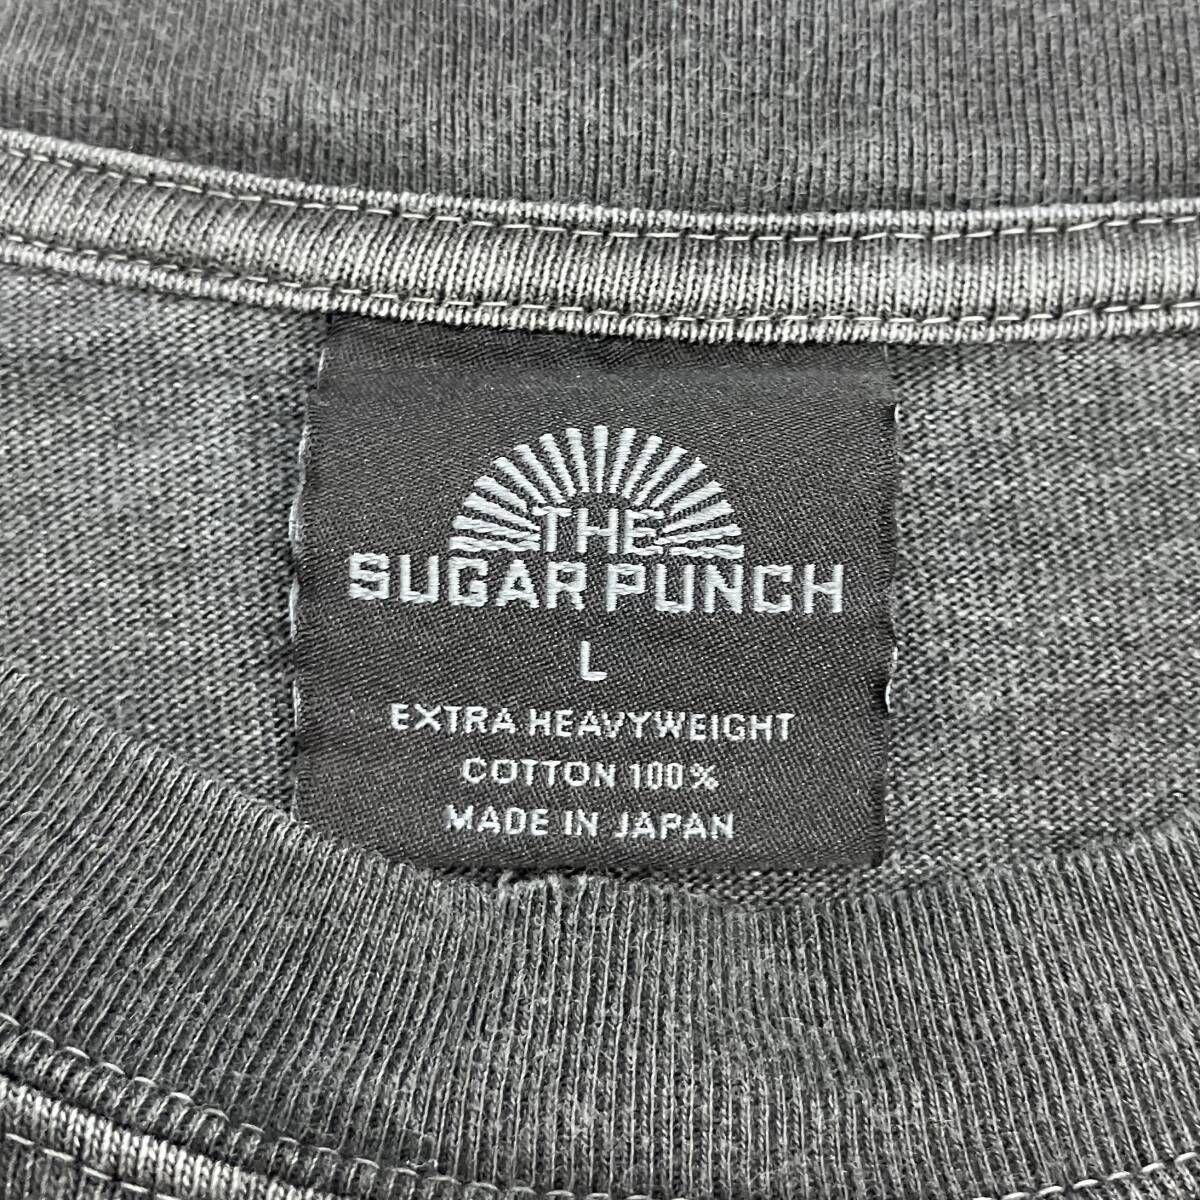 THE
SUGAR PUNCH
L
EXTRA HEAVYWEIGHT
COTTON 100%
MADE IN JAPAN